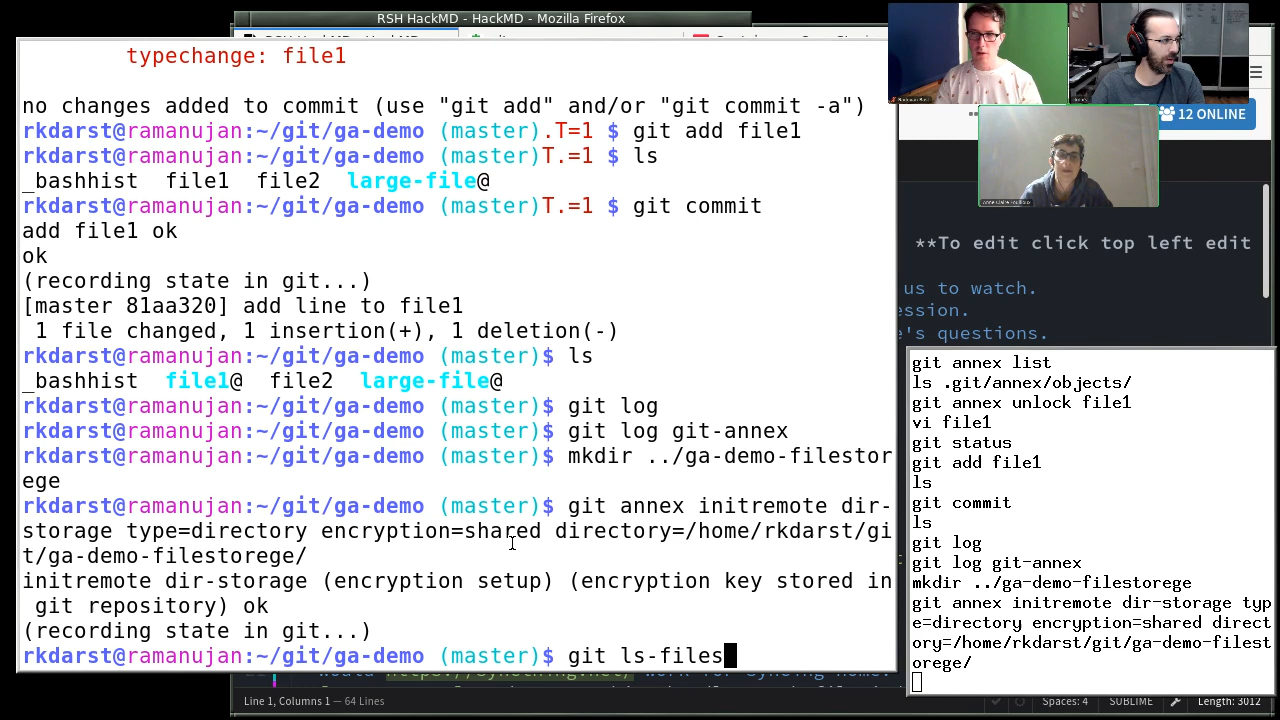 RSH HackMD - HackMD - Mozilla Firefox
typechange: file1
no changes added to commit (use "git add" and/or "git commit -a")
rkdarst@ramanujan:~/git/ga-demo (master).T=1 $ git add file1
rkdarst@ramanujan:~/git/ga-demo (master)T.=1 $ ls
_bashhist  file1  file2  large-file@
rkdarst@ramanujan:~/git/ga-demo (master)T.=1 $ git commit
add file1 ok
ok
(recording state in git...)
[master 81aa320] add line to file1
 1 file changed, 1 insertion(+), 1 deletion(-)
rkdarst@ramanujan:~/git/ga-demo (master)$ ls
_bashhist  file1@  file2  large-file@
rkdarst@ramanujan:~/git/ga-demo (master)$ git log
rkdarst@ramanujan:~/git/ga-demo (master)$ git log git-annex
rkdarst@ramanujan:~/git/ga-demo (master)$ mkdir ../ga-demo-filestor
ege
rkdarst@ramanujan:~/git/ga-demo (master)$ git annex initremote dir-
storage type=directory encryption=shared directory=/home/rkdarst/gi
t/ga-demo-filestorege/
initremote dir-storage (encryption setup) (encryption key stored in
 git repository) ok
(recording state in git...)
rkdarst@ramanujan:~/git/ga-demo (master)$ git ls-files
12 ONLINE
**To edit click top left edit
us to watch.
ession.
e's questions.
git annex list
ls .git/annex/objects/
git annex unlock file1
vi file1
git status
git add file1
ls
git commit
ls
git log
git log git-annex
mkdir ../ga-demo-filestorege
git annex initremote dir-storage typ
e=directory encryption=shared direct
ory=/home/rkdarst/git/ga-demo-filest
orege/
Line 1, Columns 1 — 64 Lines
Spaces: 4
SUBLIME
Length: 3012